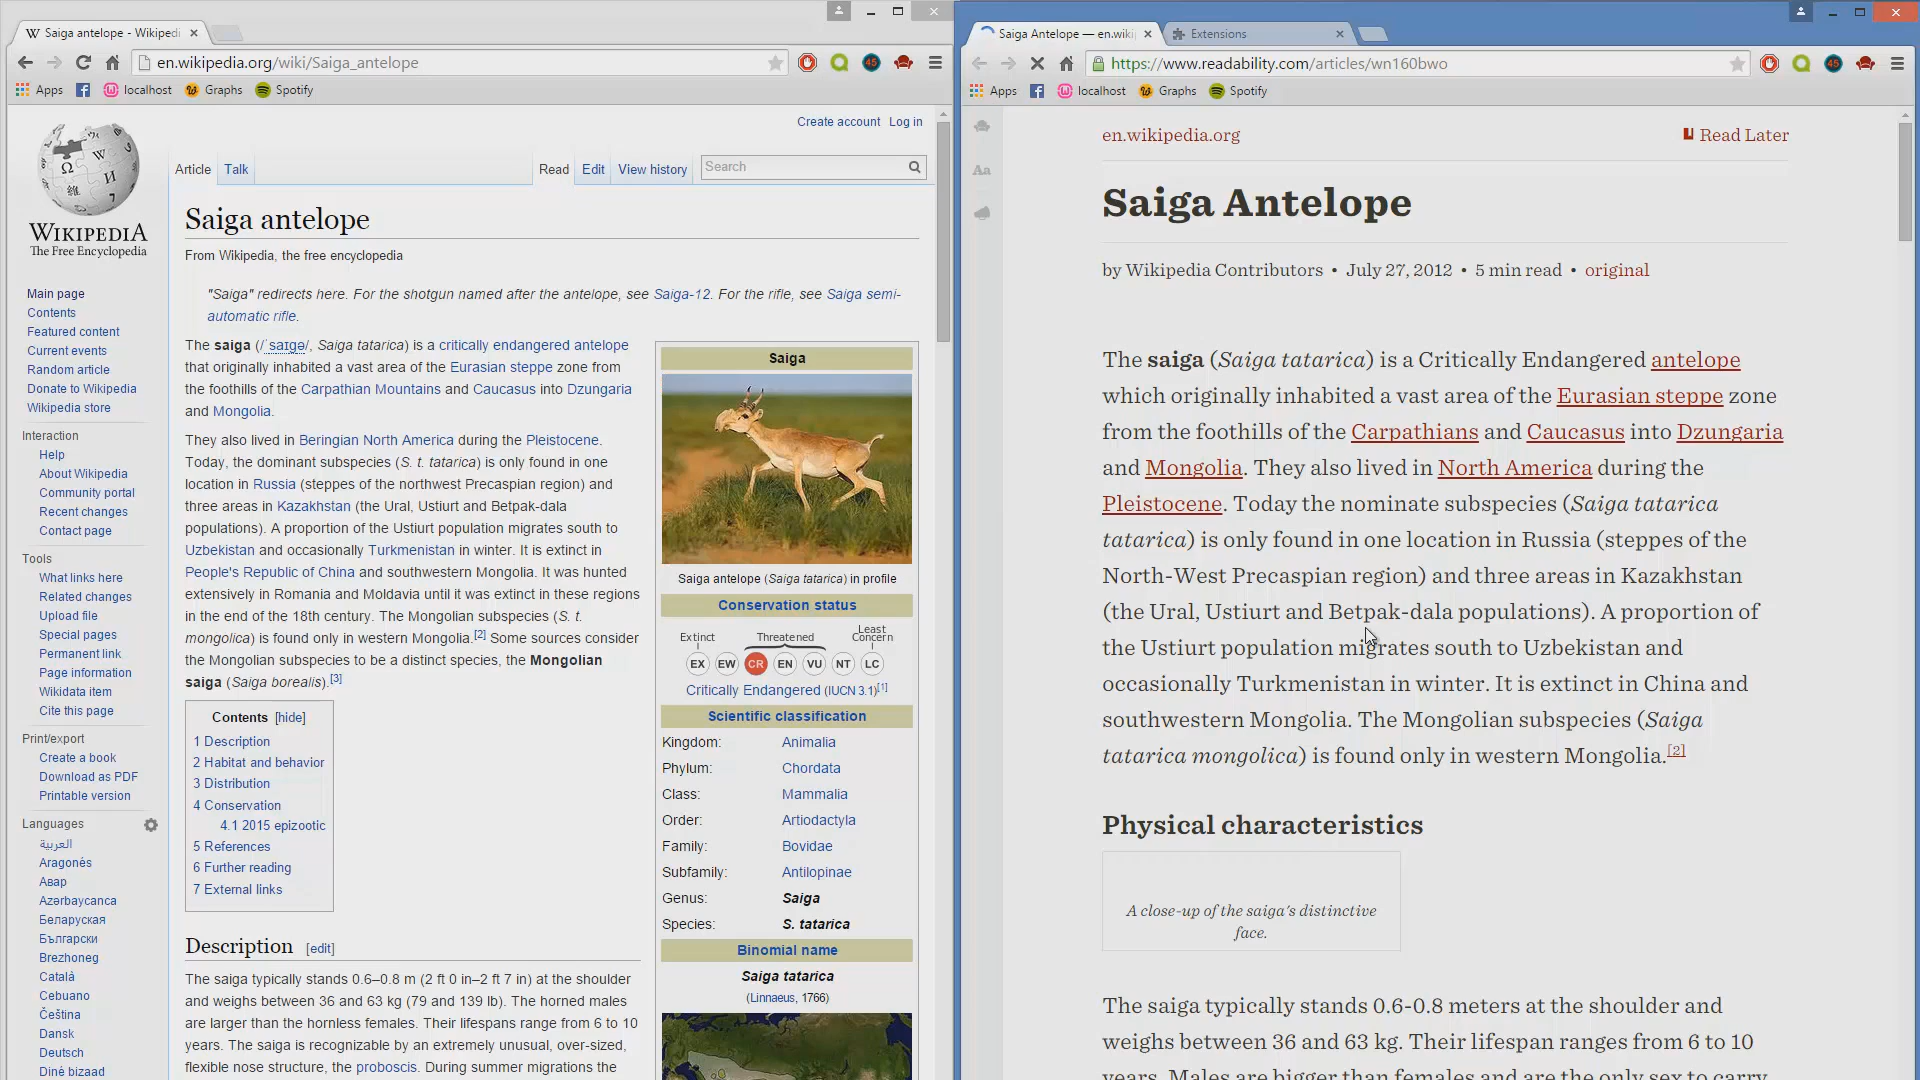 Saiga antelope - Wikipedi
en.wikipedia.org/wiki/Saiga_antelope
45
Apps
localhost
Graphs
Spotify
WIKIPEDIA
The Free Encyclopedia
Main page
Contents
Featured content
Current events
Random article
Donate to Wikipedia
Wikipedia store
Interaction
Help
About Wikipedia
Community portal
Recent changes
Contact page
Tools
What links here
Related changes
Upload file
Special pages
Permanent link
Page information
Wikidata item
Cite this page
Print/export
Create a book
Download as PDF
Printable version
Languages
العربية
Aragonés
Авар
Azərbaycanca
Беларуская
Български
Brezhoneg
Català
Cebuano
Čeština
Dansk
Deutsch
Diné bizaad
Create account Log in
Article Talk Read Edit View history Search
Saiga antelope
From Wikipedia, the free encyclopedia
"Saiga" redirects here. For the shotgun named after the antelope, see Saiga-12. For the rifle, see Saiga semi-
automatic rifle.
The saiga (/ˈsaɪɡə/, Saiga tatarica) is a critically endangered antelope
that originally inhabited a vast area of the Eurasian steppe zone from
the foothills of the Carpathian Mountains and Caucasus into Dzungaria
and Mongolia.
They also lived in Beringian North America during the Pleistocene.
Today, the dominant subspecies (S. t. tatarica) is only found in one
location in Russia (steppes of the northwest Precaspian region) and
three areas in Kazakhstan (the Ural, Ustiurt and Betpak-dala
populations). A proportion of the Ustiurt population migrates south to
Uzbekistan and occasionally Turkmenistan in winter. It is extinct in
People's Republic of China and southwestern Mongolia. It was hunted
extensively in Romania and Moldavia until it was extinct in these regions
in the end of the 18th century. The Mongolian subspecies (S. t.
mongolica) is found only in western Mongolia.[2] Some sources consider
the Mongolian subspecies to be a distinct species, the Mongolian
saiga (Saiga borealis).[3]
Contents [hide]
1 Description
2 Habitat and behavior
3 Distribution
4 Conservation
4.1 2015 epizootic
5 References
6 Further reading
7 External links
Description [edit]
The saiga typically stands 0.6–0.8 m (2 ft 0 in–2 ft 7 in) at the shoulder
and weighs between 36 and 63 kg (79 and 139 lb). The horned males
are larger than the hornless females. Their lifespans range from 6 to 10
years. The saiga is recognizable by an extremely unusual, over-sized,
flexible nose structure, the proboscis. During summer migrations the
Saiga
Saiga antelope (Saiga tatarica) in profile
Conservation status
Extinct Threatened Least
Concern
EX EW CR EN VU NT LC
Critically Endangered (IUCN 3.1)[1]
Scientific classification
Kingdom: Animalia
Phylum: Chordata
Class: Mammalia
Order: Artiodactyla
Family: Bovidae
Subfamily: Antilopinae
Genus: Saiga
Species: S. tatarica
Binomial name
Saiga tatarica
(Linnaeus, 1766)
Saiga Antelope — en.wiki
Extensions
https://www.readability.com/articles/wn160bwo
45
Apps
localhost
Graphs
Spotify
Aa
en.wikipedia.org
Read Later
Saiga Antelope
by Wikipedia Contributors • July 27, 2012 • 5 min read • original
The saiga (Saiga tatarica) is a Critically Endangered antelope
which originally inhabited a vast area of the Eurasian steppe zone
from the foothills of the Carpathians and Caucasus into Dzungaria
and Mongolia. They also lived in North America during the
Pleistocene. Today the nominate subspecies (Saiga tatarica
tatarica) is only found in one location in Russia (steppes of the
North-West Precaspian region) and three areas in Kazakhstan
(the Ural, Ustiurt and Betpak-dala populations). A proportion of
the Ustiurt population migrates south to Uzbekistan and
occasionally Turkmenistan in winter. It is extinct in China and
southwestern Mongolia. The Mongolian subspecies (Saiga
tatarica mongolica) is found only in western Mongolia.[2]
Physical characteristics
A close-up of the saiga's distinctive
face.
The saiga typically stands 0.6-0.8 meters at the shoulder and
weighs between 36 and 63 kg. Their lifespan ranges from 6 to 10
years. Males are bigger than females and are the only sex to carry